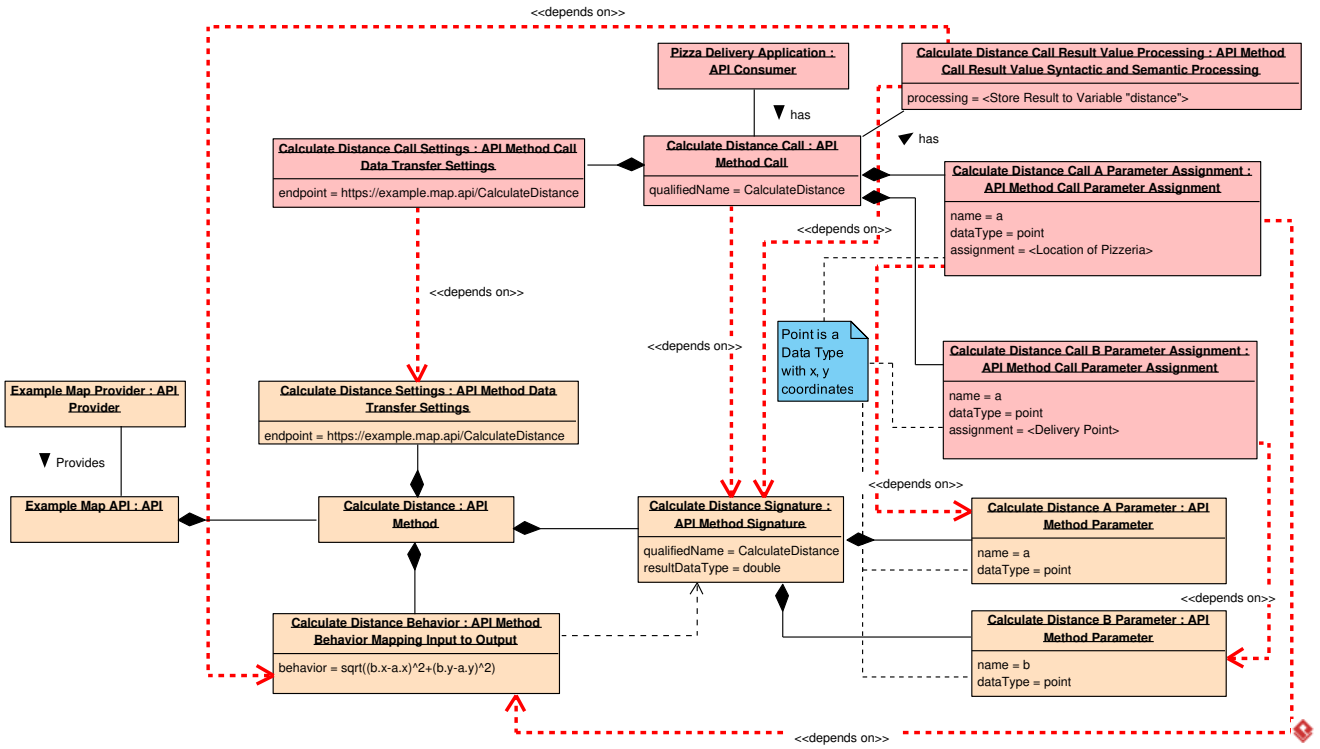 <<depends on>>
Pizza Delivery Application :
API Consumer
Calculate Distance Call Result Value Processing : API Method
Call Result Value Syntactic and Semantic Processing
processing = <Store Result to Variable "distance">
has
has
Calculate Distance Call Settings : API Method Call
Data Transfer Settings
endpoint = https://example.map.api/CalculateDistance
Calculate Distance Call : API
Method Call
qualifiedName = CalculateDistance
Calculate Distance Call A Parameter Assignment :
API Method Call Parameter Assignment
name = a
dataType = point
assignment = <Location of Pizzeria>
<<depends on>>
<<depends on>>
<<depends on>>
Point is a
Data Type
with x, y
coordinates
Calculate Distance Call B Parameter Assignment :
API Method Call Parameter Assignment
name = a
dataType = point
assignment = <Delivery Point>
Example Map Provider : API
Provider
Provides
Calculate Distance Settings : API Method Data
Transfer Settings
endpoint = https://example.map.api/CalculateDistance
<<depends on>>
Example Map API : API
Calculate Distance : API
Method
Calculate Distance Signature :
API Method Signature
qualifiedName = CalculateDistance
resultDataType = double
Calculate Distance A Parameter : API
Method Parameter
name = a
dataType = point
<<depends on>>
Calculate Distance Behavior : API Method
Behavior Mapping Input to Output
behavior = sqrt((b.x-a.x)^2+(b.y-a.y)^2)
Calculate Distance B Parameter : API
Method Parameter
name = b
dataType = point
<<depends on>>